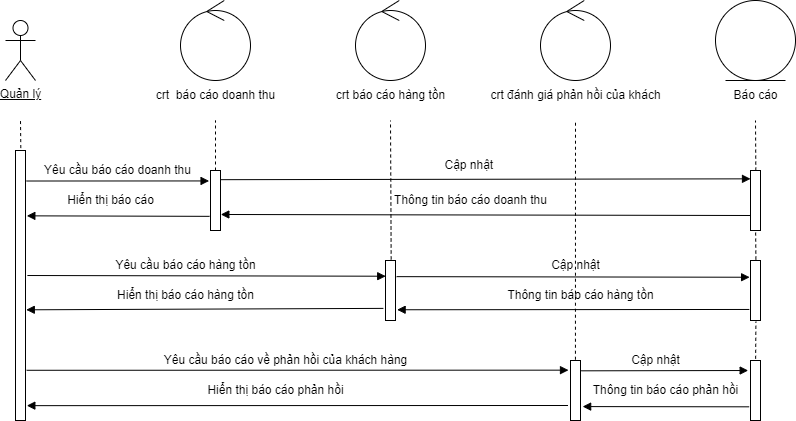 Quản lý
crt báo cáo doanh thu
crt báo cáo hàng tồn
crt đánh giá phản hồi của khách
Báo cáo
Yêu cầu báo cáo doanh thu
Cập nhật
Hiển thị báo cáo
Thông tin báo cáo doanh thu
Yêu cầu báo cáo hàng tồn
Cập nhật
Hiển thị báo cáo hàng tồn
Thông tin báo cáo hàng tồn
Yêu cầu báo cáo về phản hồi của khách hàng
Cập nhật
Hiển thị báo cáo phản hồi
Thông tin báo cáo phản hồi